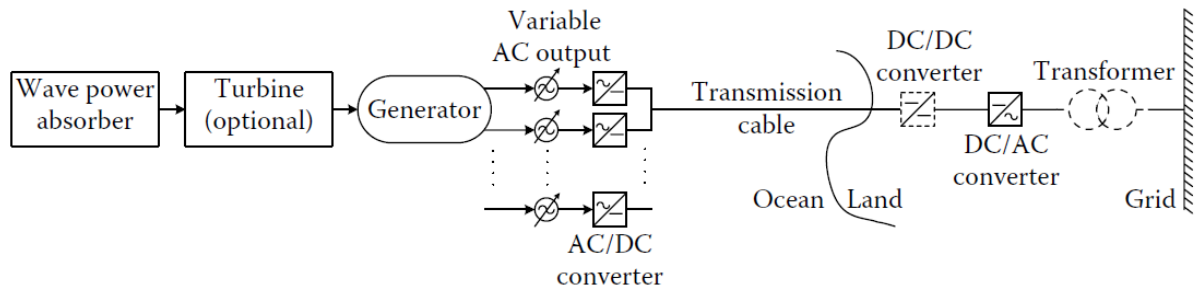 Wave power
absorber
Turbine
(optional)
Generator
Variable
AC output
AC/DC
converter
Transmission
cable
Ocean
Land
DC/DC
converter
DC/AC
converter
Transformer
Grid